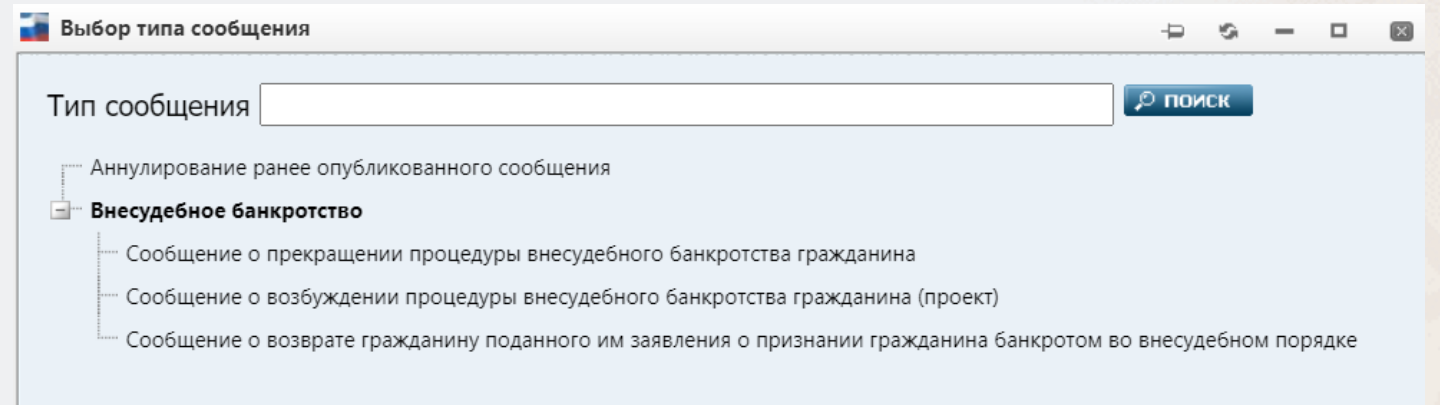 Выбор типа сообщения
Тип сообщения ПОИСК
Аннулирование ранее опубликованного сообщения
Внесудебное банкротство
Сообщение о прекращении процедуры внесудебного банкротства гражданина
Сообщение о возбуждении процедуры внесудебного банкротства гражданина (проект)
Сообщение о возврате гражданину поданного им заявления о признании гражданина банкротом во внесудебном порядке